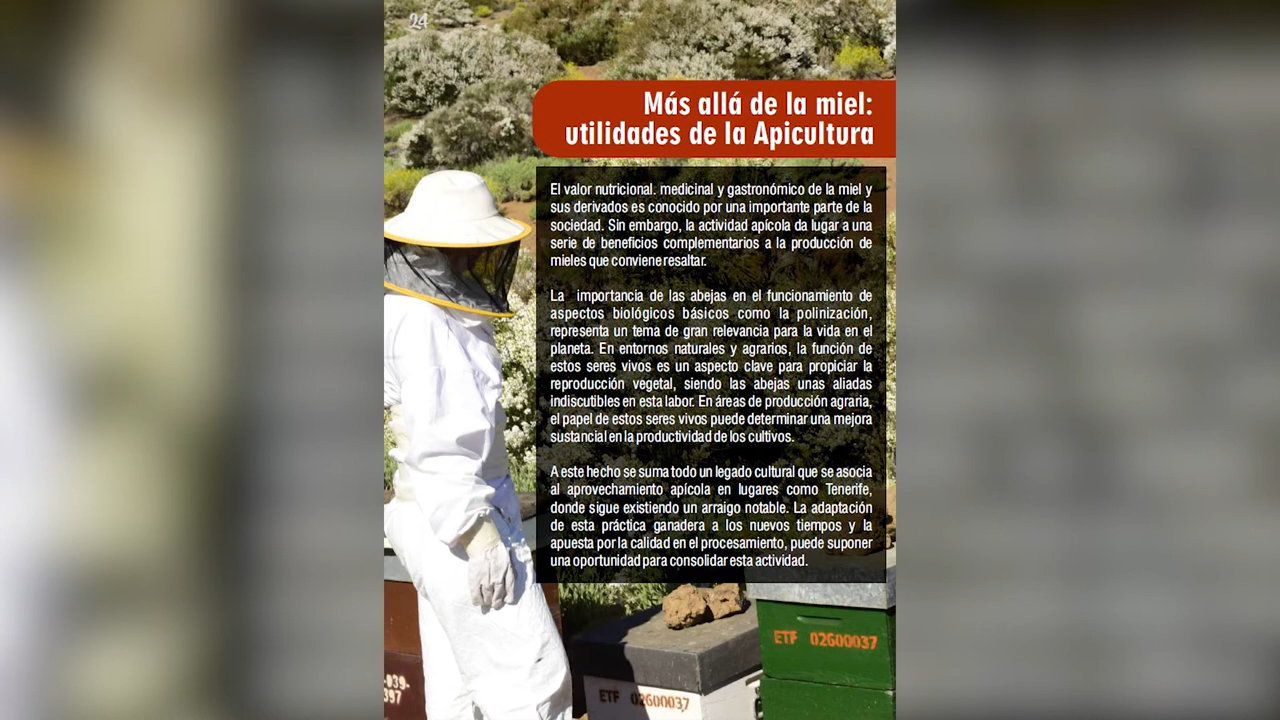 24
Más allá de la miel:
utilidades de la Apicultura
El valor nutricional. medicinal y gastronómico de la miel y
sus derivados es conocido por una importante parte de la
sociedad. Sin embargo, la actividad apícola da lugar a una
serie de beneficios complementarios a la producción de
mieles que conviene resaltar.
La importancia de las abejas en el funcionamiento de
aspectos biológicos básicos como la polinización,
representa un tema de gran relevancia para la vida en el
planeta. En entornos naturales y agrarios, la función de
estos seres vivos es un aspecto clave para propiciar la
reproducción vegetal, siendo las abejas unas aliadas
indiscutibles en esta labor. En áreas de producción agraria,
el papel de estos seres vivos puede determinar una mejora
sustancial en la productividad de los cultivos.
A este hecho se suma todo un legado cultural que se asocia
al aprovechamiento apícola en lugares como Tenerife,
donde sigue existiendo un arraigo notable. La adaptación
de esta práctica ganadera a los nuevos tiempos y la
apuesta por la calidad en el procesamiento, puede suponer
una oportunidad para consolidar esta actividad.
ETF 02600037
-039-
397
ETF 02600037